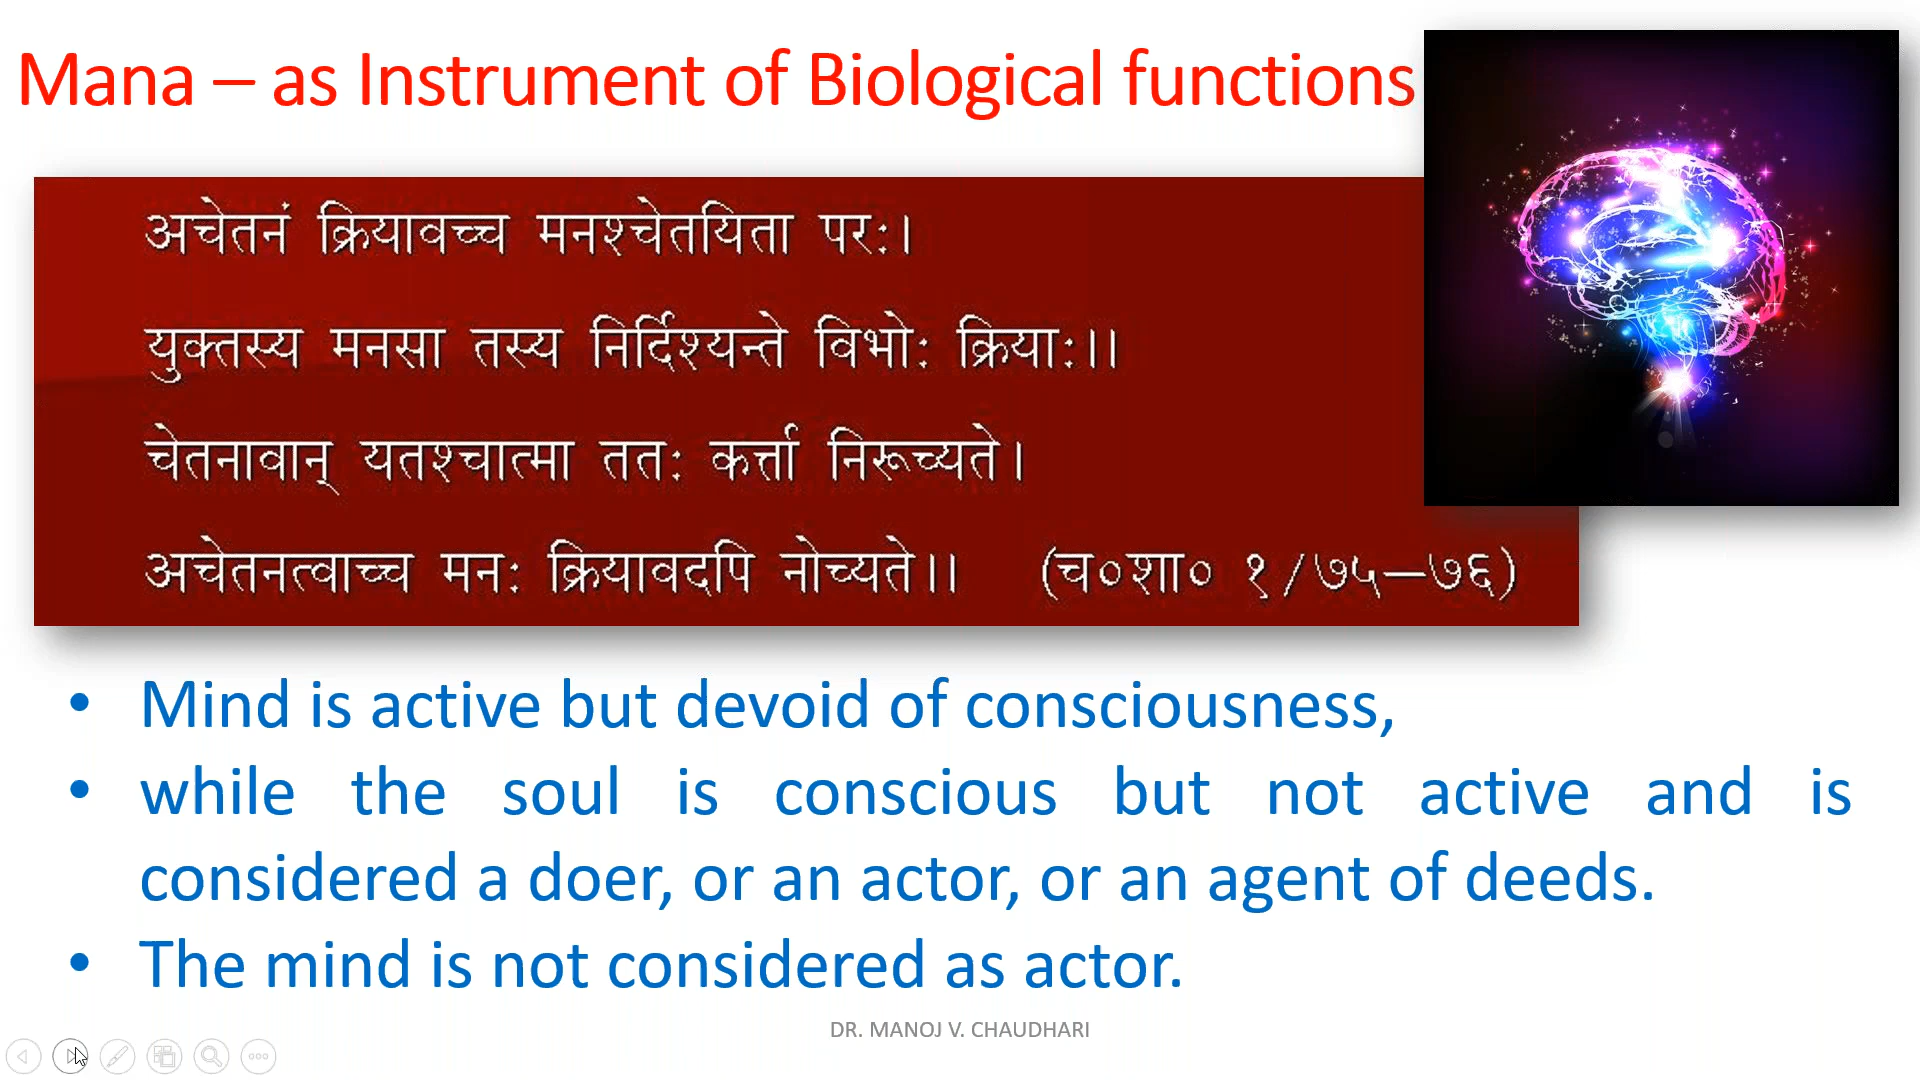 Mana – as Instrument of Biological functions
अचेतनं क्रियावच्च मनश्चेतयिता परः।
युक्तस्य मनसा तस्य निर्दिश्यन्ते विभोः क्रियाः।।
चेतनावान् यतश्चात्मा ततः कर्त्ता निरूच्यते।
अचेतनत्वाच्च मनः क्रियावदपि नोच्यते।। (च०शा० १/७५–७६)
• Mind is active but devoid of consciousness,
• while the soul is conscious but not active and is
considered a doer, or an actor, or an agent of deeds.
• The mind is not considered as actor.
DR. MANOJ V. CHAUDHARI